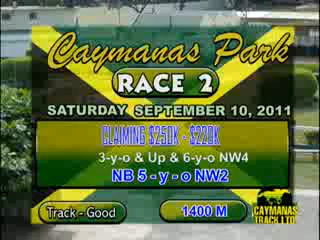 Caymanas Park
RACE 2
SATURDAY SEPTEMBER 10, 2011
CLAIMING $250K - $220K
3-y-o & Up & 6-y-o NW4
NB 5 - y - o NW2
Track - Good
1400 M
CAYMANAS
TRACK LTD